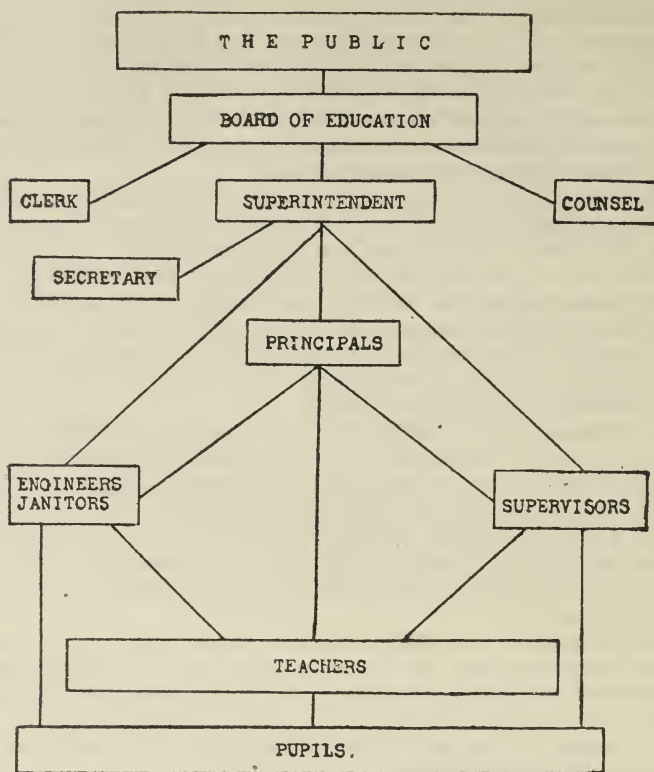 THE PUBLIC
BOARD OF EDUCATION
CLERK
SUPERINTENDENT
COUNSEL
SECRETARY
PRINCIPALS
ENGINEERS
JANITORS
SUPERVISORS
TEACHERS
PUPILS.